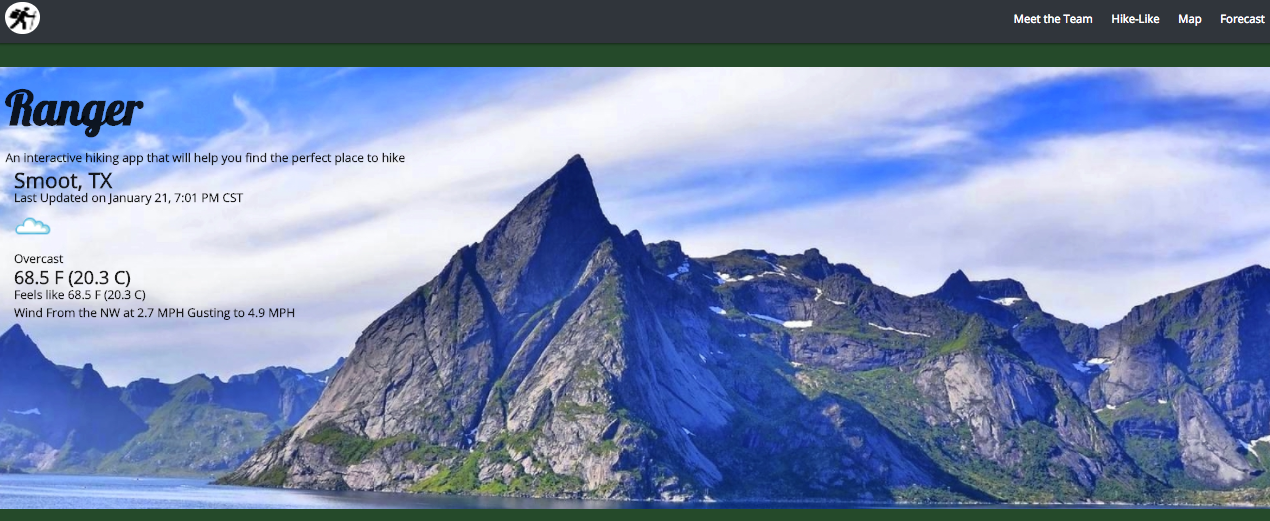 Meet the Team Hike-Like Map Forecast
Ranger
An interactive hiking app that will help you find the perfect place to hike
Smoot, TX
Last Updated on January 21, 7:01 PM CST
Overcast
68.5 F (20.3 C)
Feels like 68.5 F (20.3 C)
Wind From the NW at 2.7 MPH Gusting to 4.9 MPH